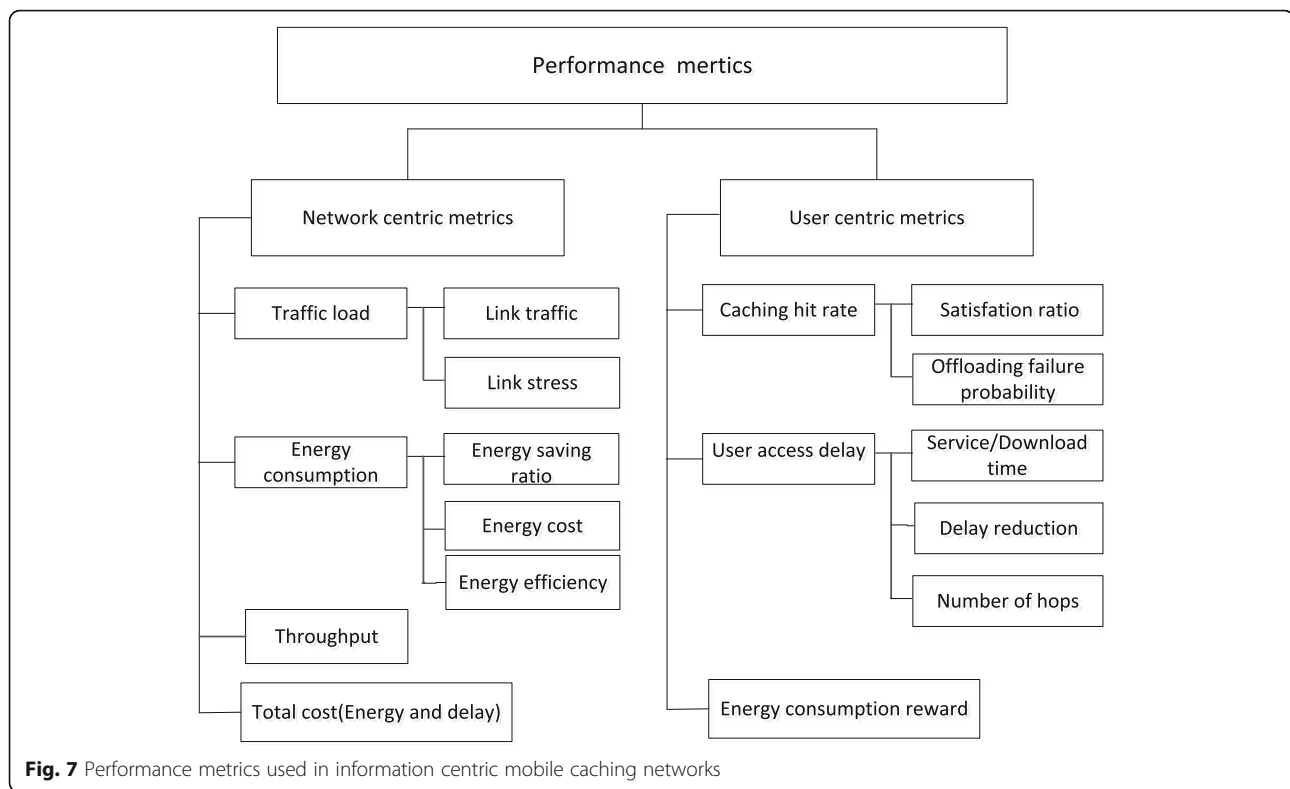 Performance mertics
Network centric metrics
Traffic load
Link traffic
Link stress
Energy
consumption
Energy saving
ratio
Energy cost
Energy efficiency
Throughput
Total cost(Energy and delay)
User centric metrics
Caching hit rate
Satisfation ratio
Offloading failure
probability
User access delay
Service/Download
time
Delay reduction
Number of hops
Energy consumption reward
Fig. 7 Performance metrics used in information centric mobile caching networks